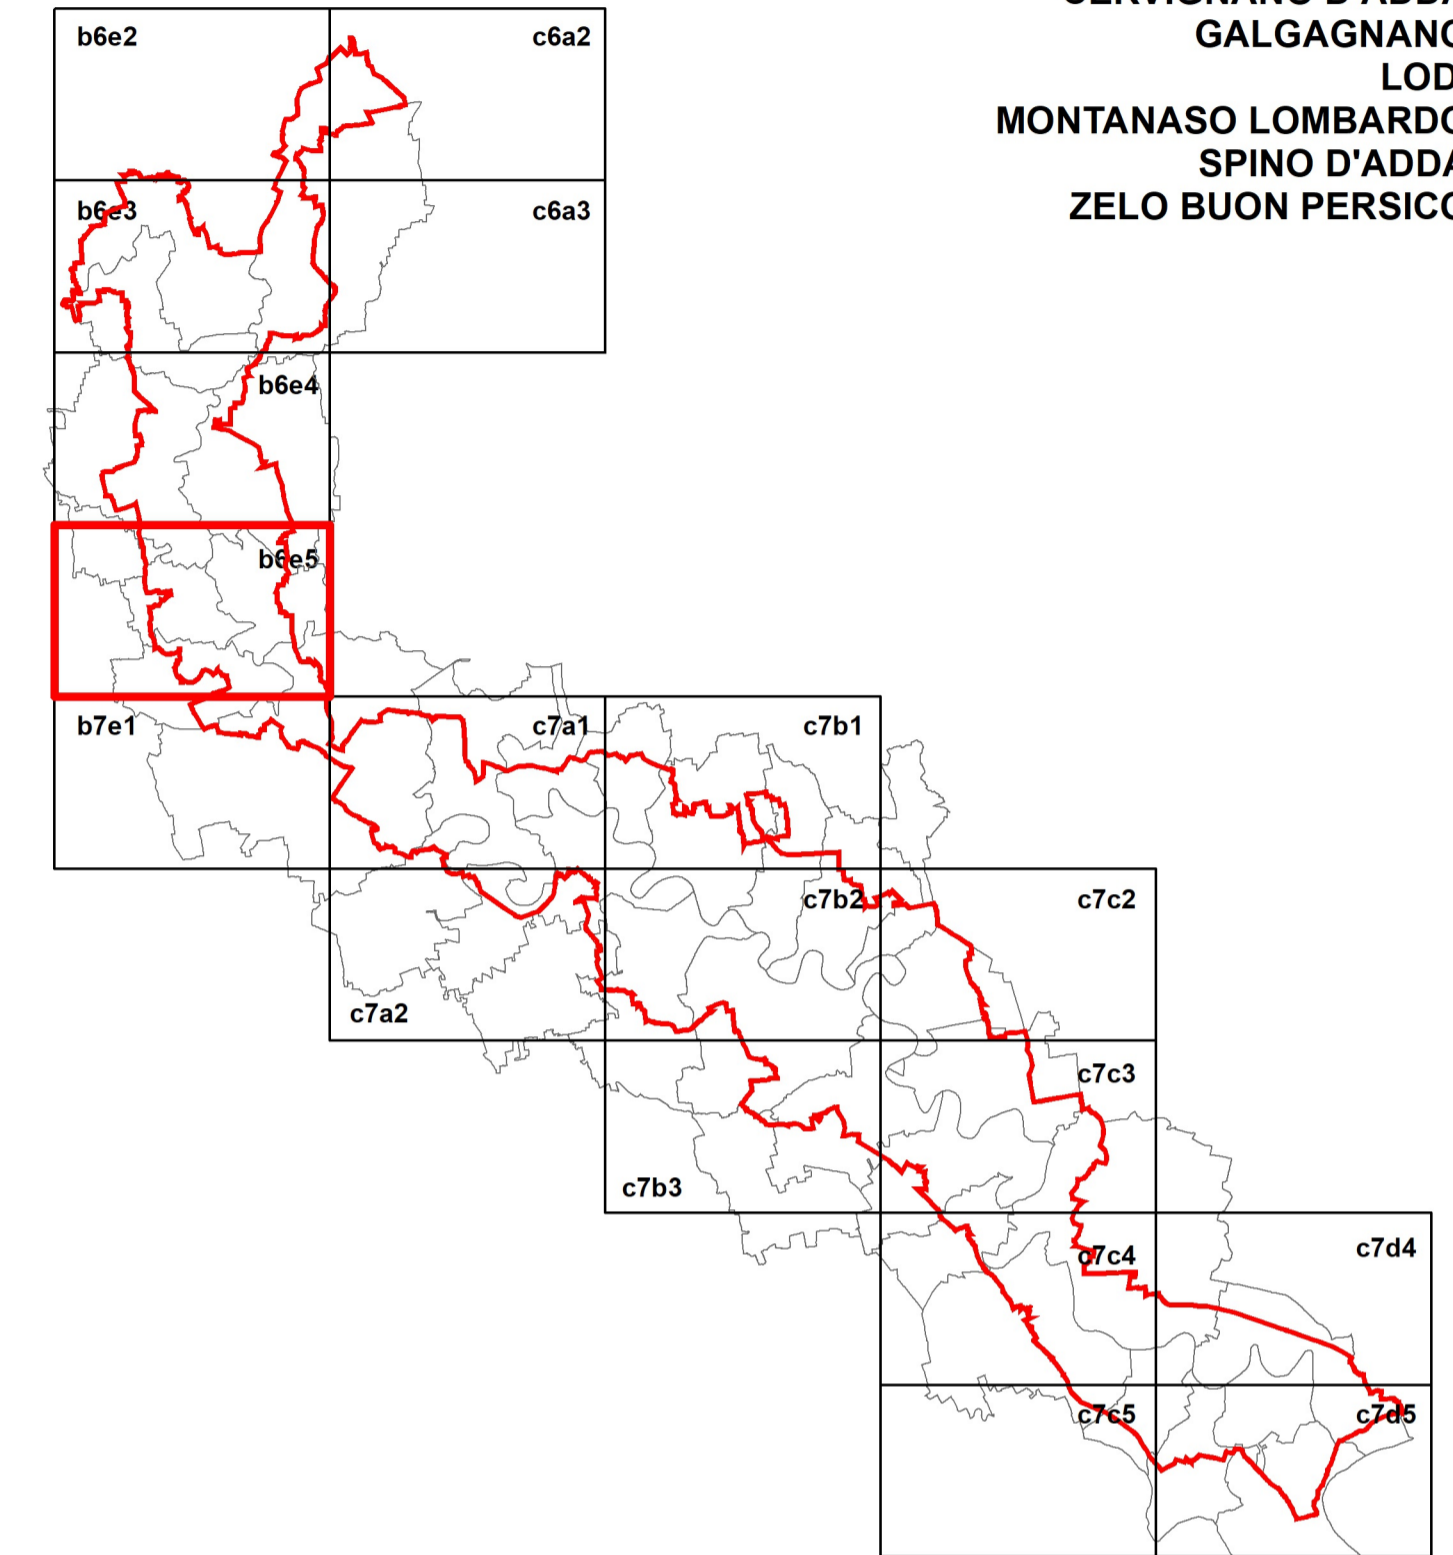 GALGAGNANO
LOD
MONTANASO LOMBARDO
SPINO D'ADDA
ZELO BUON PERSICO
b6e2
c6a2
b6e3
c6a3
b6e4
b6e5
b7e1
c7a1
c7b1
c7b2
c7c2
c7a2
c7c3
c7b3
c7c4
c7d4
c7c5
c7d5